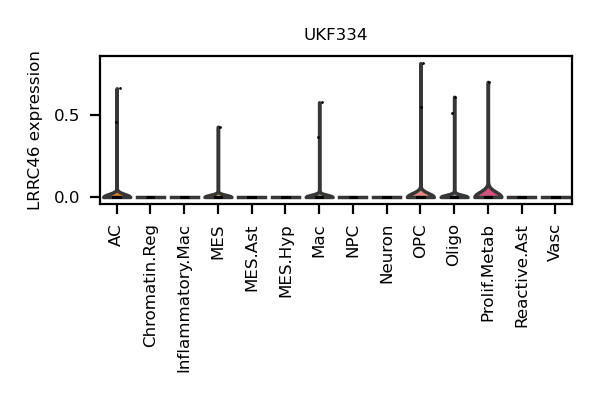 UKF334
LRRC46 expression
0.5
0.0
AC
Chromatin.Reg
Inflammatory.Mac
MES
MES.Ast
MES.Hyp
Mac
NPC
Neuron
OPC
Oligo
Prolif.Metab
Reactive.Ast
Vasc